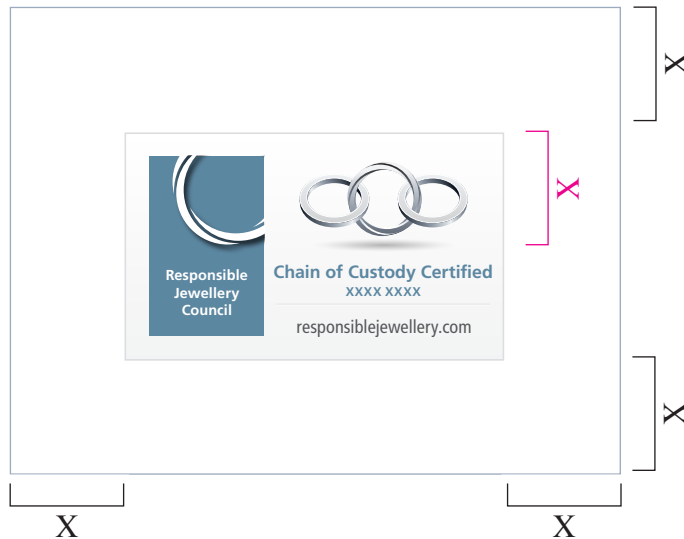 X
X
Responsible
Jewellery
Council
Chain of Custody Certified
XXXX XXXX
responsiblejewellery.com
X
X
X